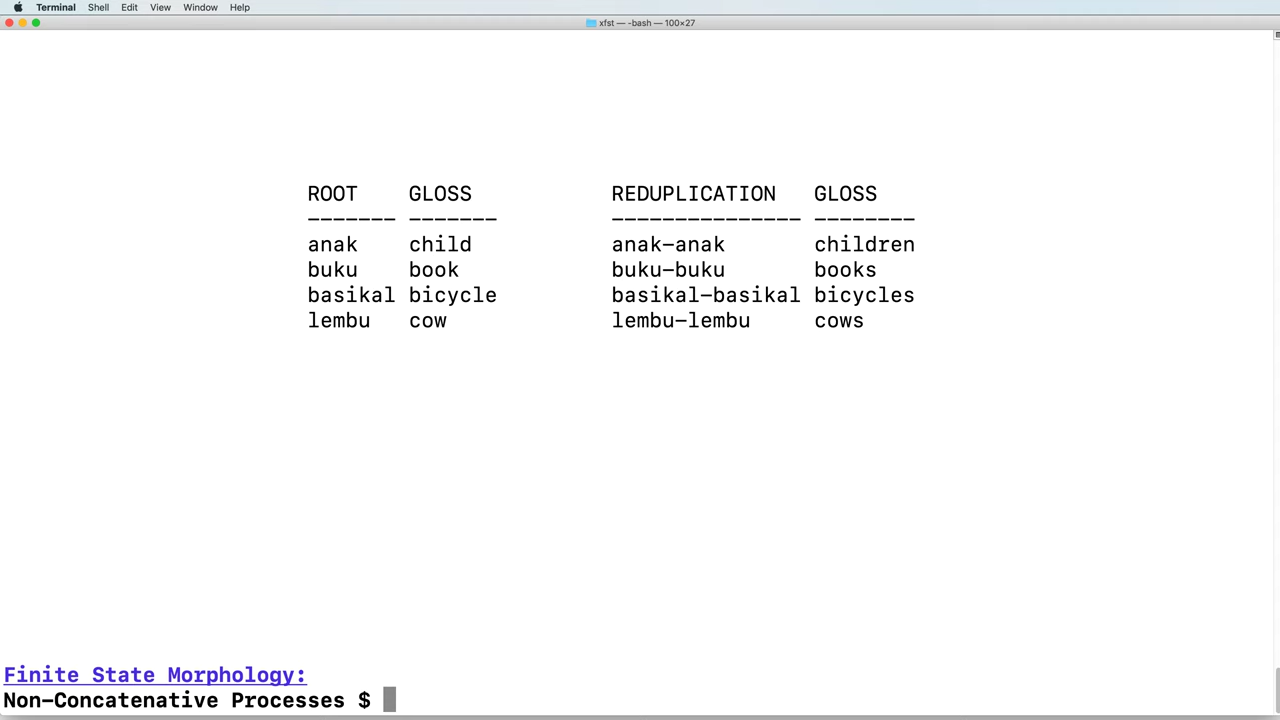 Terminal Shell Edit View Window Help
xfst — -bash — 100×27
ROOT GLOSS REDUPLICATION GLOSS
------- ------- --------------- --------
anak child anak-anak children
buku book buku-buku books
basikal bicycle basikal-basikal bicycles
lembu cow lembu-lembu cows
Finite State Morphology:
Non-Concatenative Processes $